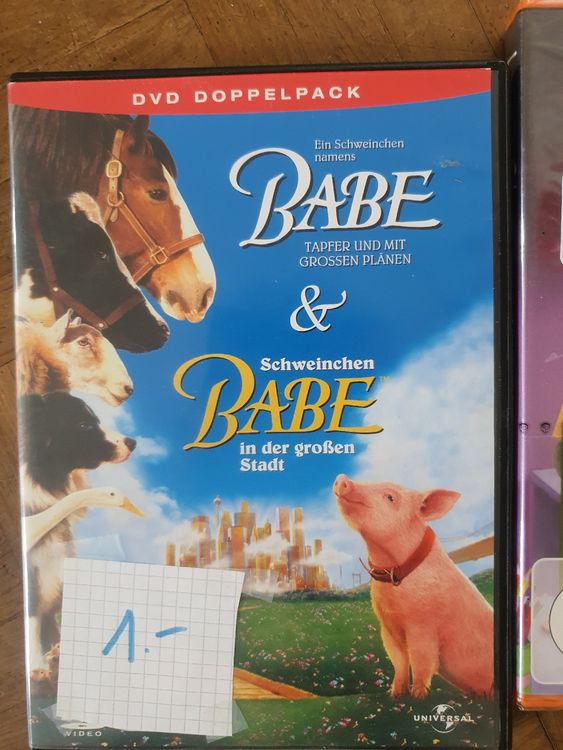 DVD DOPPELPACK
Ein Schweinchen
namens
BABE
TAPFER UND MIT
GROSSEN PLÄNEN
&
Schweinchen
BABE™
in der großen
Stadt
1.-
VIDEO
UNIVERSAL